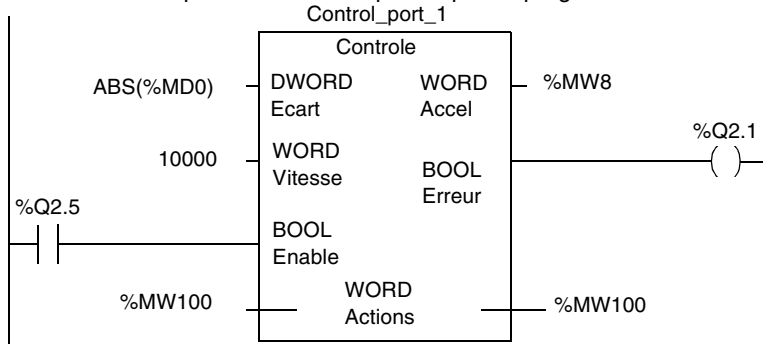 Control_port_1
Controle
ABS(%MD0) DWORD WORD %MW8
Ecart Accel
%Q2.1
10000 WORD
Vitesse
BOOL
Erreur
%Q2.5
BOOL
Enable
%MW100 WORD %MW100
Actions